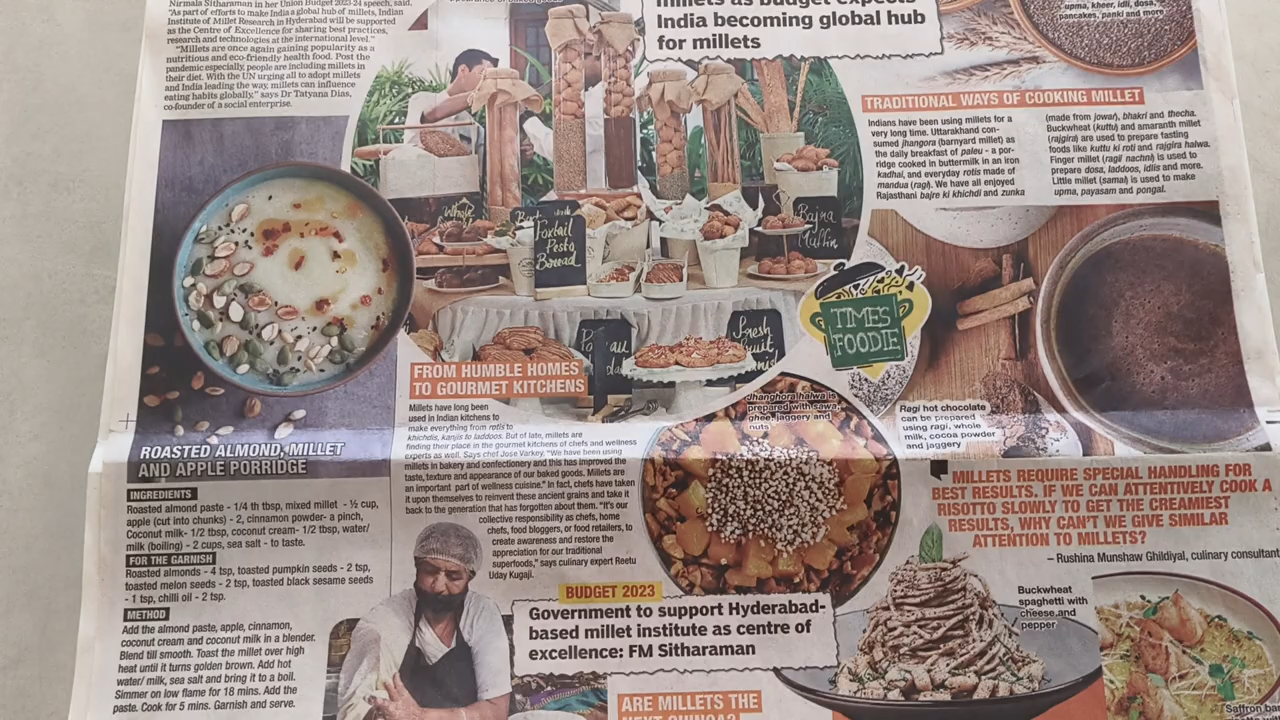 Nirmala Sitharaman in her Union Budget 2023-24 speech, said,
"As part of efforts to make India a global hub of millets, Indian
Institute of Millet Research in Hyderabad will be supported
as the Centre of Excellence for sharing best practices,
research and technologies at the international level."
"Millets are once again gaining popularity as a
nutritious and eco-friendly health food. Post the
pandemic especially, people are including millets in
their diet. With the UN urging all to adopt millets
and India leading the way, millets can influence
eating habits globally," says Dr Tatyana Dias,
co-founder of a social enterprise.
millets as budget expects
India becoming global hub
for millets
upma, kheer, idli, dosa,
pancakes, panki and more
TRADITIONAL WAYS OF COOKING MILLET
Indians have been using millets for a
very long time. Uttarakhand con-
sumed jhangora (barnyard millet) as
the daily breakfast of paleu - a por-
ridge cooked in buttermilk in an iron
kadhai, and everyday rotis made of
mandua (ragi). We have all enjoyed
Rajasthani bajre ki khichdi and zunka
(made from jowar), bhakri and thecha.
Buckwheat (kuttu) and amaranth millet
(rajgira) are used to prepare fasting
foods like kuttu ki roti and rajgira halwa.
Finger millet (ragi/ nachni) is used to
prepare dosa, laddoos, idlis and more.
Little millet (samai) is used to make
upma, payasam and pongal.
Whole
Foxtail
Pesto
Bread
Bajra
Muffin
Fresh
Fruit
TIMES
FOODIE
FROM HUMBLE HOMES
TO GOURMET KITCHENS
Millets have long been
used in Indian kitchens to
make everything from rotis to
khichdis, kanjis to laddoos. But of late, millets are
finding their place in the gourmet kitchens of chefs and wellness
experts as well. Says chef Jose Varkey, "We have been using
millets in bakery and confectionery and this has improved the
taste, texture and appearance of our baked goods. Millets are
an important part of wellness cuisine." In fact, chefs have taken
it upon themselves to reinvent these ancient grains and take it
back to the generation that has forgotten about them. "It's our
collective responsibility as chefs, home
chefs, food bloggers, or food retailers, to
create awareness and restore the
appreciation for our traditional
superfoods," says culinary expert Reetu
Uday Kugaji.
Jhanghora halwa is
prepared with sawa,
ghee, jaggery and
nuts
Ragi hot chocolate
can be prepared
using ragi, whole
milk, cocoa powder
and jaggery
ROASTED ALMOND, MILLET
AND APPLE PORRIDGE
INGREDIENTS
Roasted almond paste - 1/4 th tbsp, mixed millet - ½ cup,
apple (cut into chunks) - 2, cinnamon powder- a pinch,
Coconut milk- 1/2 tbsp, coconut cream- 1/2 tbsp, water/
milk (boiling) - 2 cups, sea salt - to taste.
FOR THE GARNISH
Roasted almonds - 4 tsp, toasted pumpkin seeds - 2 tsp,
toasted melon seeds - 2 tsp, toasted black sesame seeds
- 1 tsp, chilli oil - 2 tsp.
METHOD
Add the almond paste, apple, cinnamon,
coconut cream and coconut milk in a blender.
Blend till smooth. Toast the millet over high
heat until it turns golden brown. Add hot
water/ milk, sea salt and bring it to a boil.
Simmer on low flame for 18 mins. Add the
paste. Cook for 5 mins. Garnish and serve.
MILLETS REQUIRE SPECIAL HANDLING FOR
BEST RESULTS. IF WE CAN ATTENTIVELY COOK A
RISOTTO SLOWLY TO GET THE CREAMIEST
RESULTS, WHY CAN'T WE GIVE SIMILAR
ATTENTION TO MILLETS?
– Rushina Munshaw Ghildiyal, culinary consultant
BUDGET 2023
Government to support Hyderabad-
based millet institute as centre of
excellence: FM Sitharaman
Buckwheat
spaghetti with
cheese and
pepper
ARE MILLETS THE
NEXT QUINOA?
Saffron